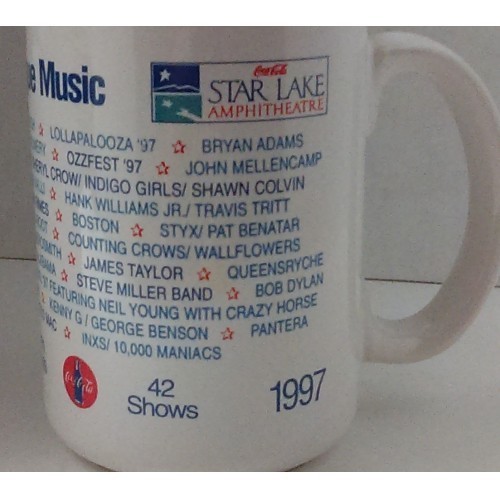 Music
Coca-Cola
STAR LAKE
AMPHITHEATRE
LOLLAPALOOZA '97 BRYAN ADAMS
OZZFEST '97 JOHN MELLENCAMP
CROW/ INDIGO GIRLS/ SHAWN COLVIN
HANK WILLIAMS JR./ TRAVIS TRITT
BOSTON STYX/ PAT BENATAR
COUNTING CROWS/ WALLFLOWERS
JAMES TAYLOR QUEENSRYCHE
STEVE MILLER BAND BOB DYLAN
FEATURING NEIL YOUNG WITH CRAZY HORSE
KENNY G / GEORGE BENSON PANTERA
MAC INXS/ 10,000 MANIACS
Coca-Cola
42
Shows
1997